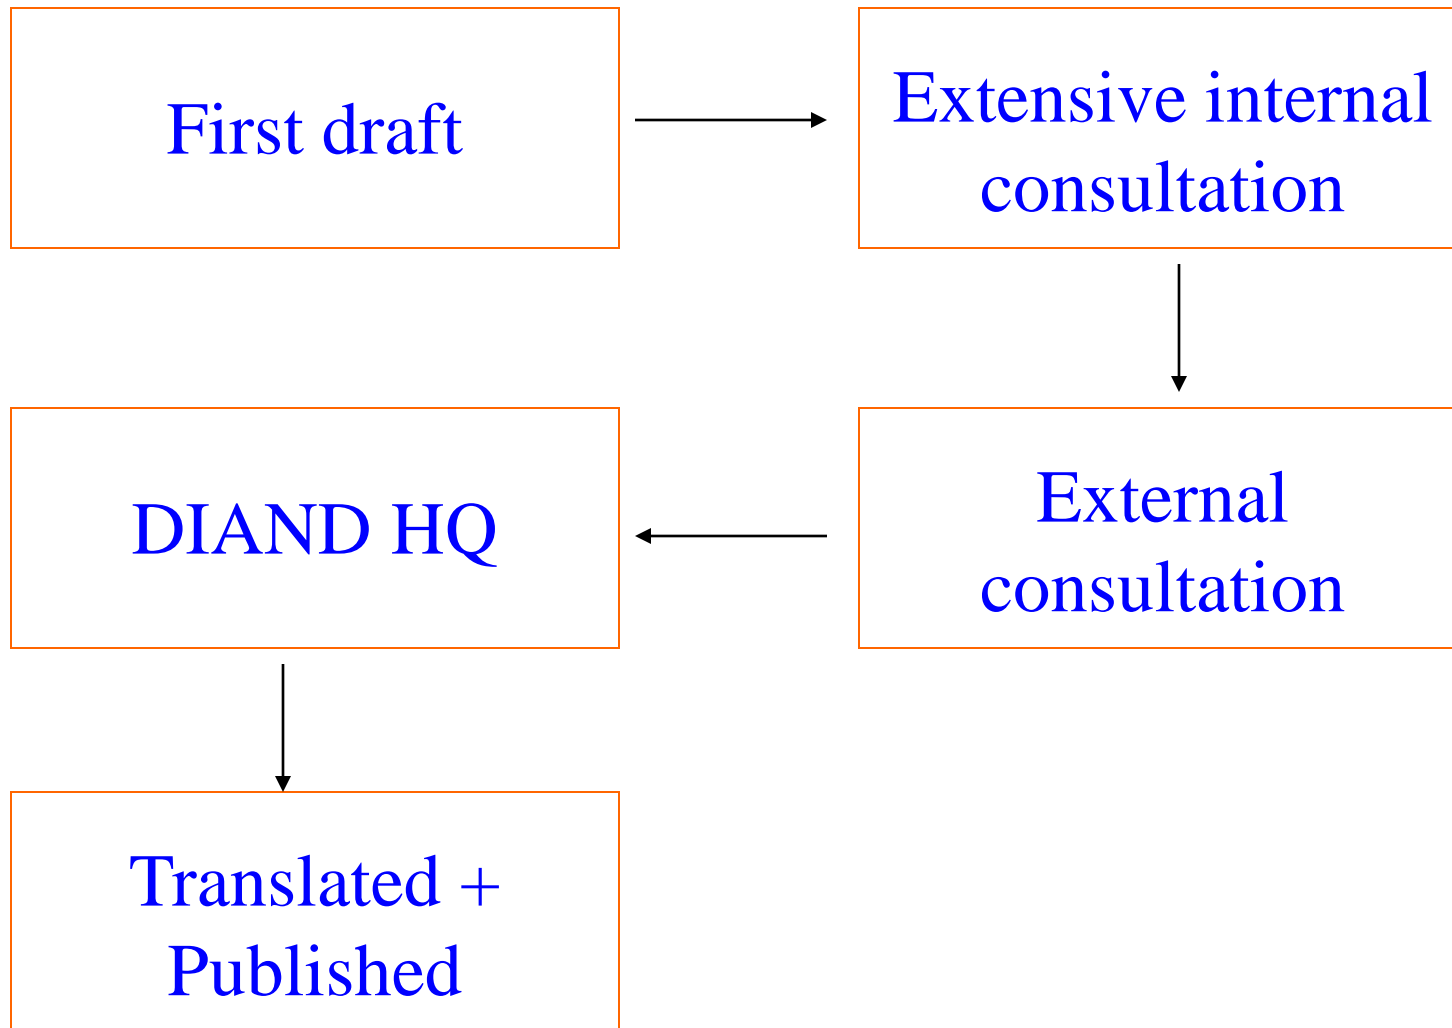 First draft
Extensive internal
consultation
External
consultation
DIAND HQ
Translated +
Published